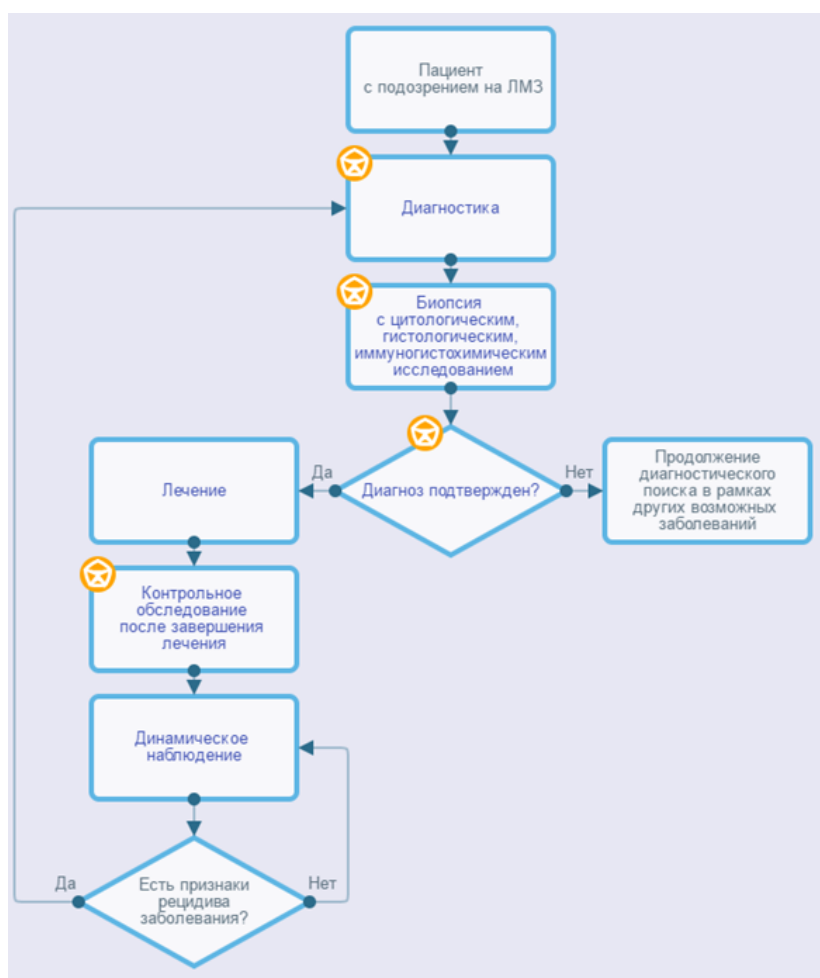 Пациент
с подозрением на ЛМЗ
Диагностика
Биопсия
с цитологическим,
гистологическим,
иммуногистохимическим
исследованием
Диагноз подтвержден?
Да
Нет
Лечение
Продолжение
диагностического
поиска в рамках
других возможных
заболеваний
Контрольное
обследование
после завершения
лечения
Динамическое
наблюдение
Есть признаки
рецидива
заболевания?
Да
Нет